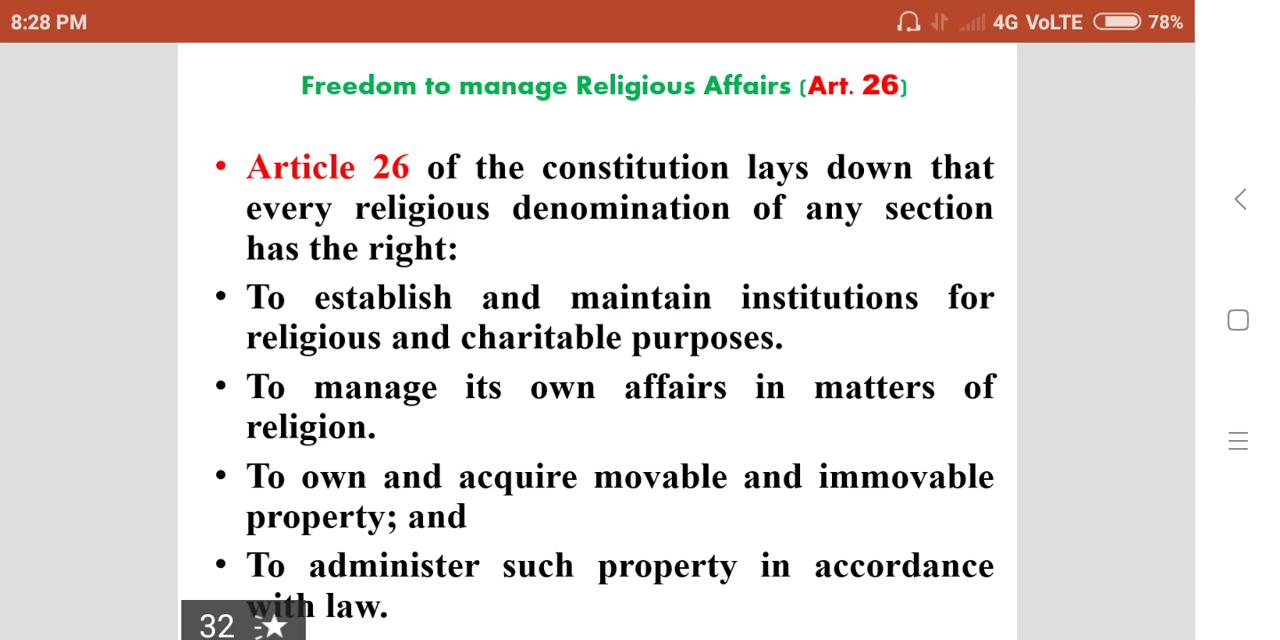 8:28 PM
4G VoLTE 78%
Freedom to manage Religious Affairs (Art. 26)
• Article 26 of the constitution lays down that
every religious denomination of any section
has the right:
• To establish and maintain institutions for
religious and charitable purposes.
• To manage its own affairs in matters of
religion.
• To own and acquire movable and immovable
property; and
• To administer such property in accordance
with law.
32